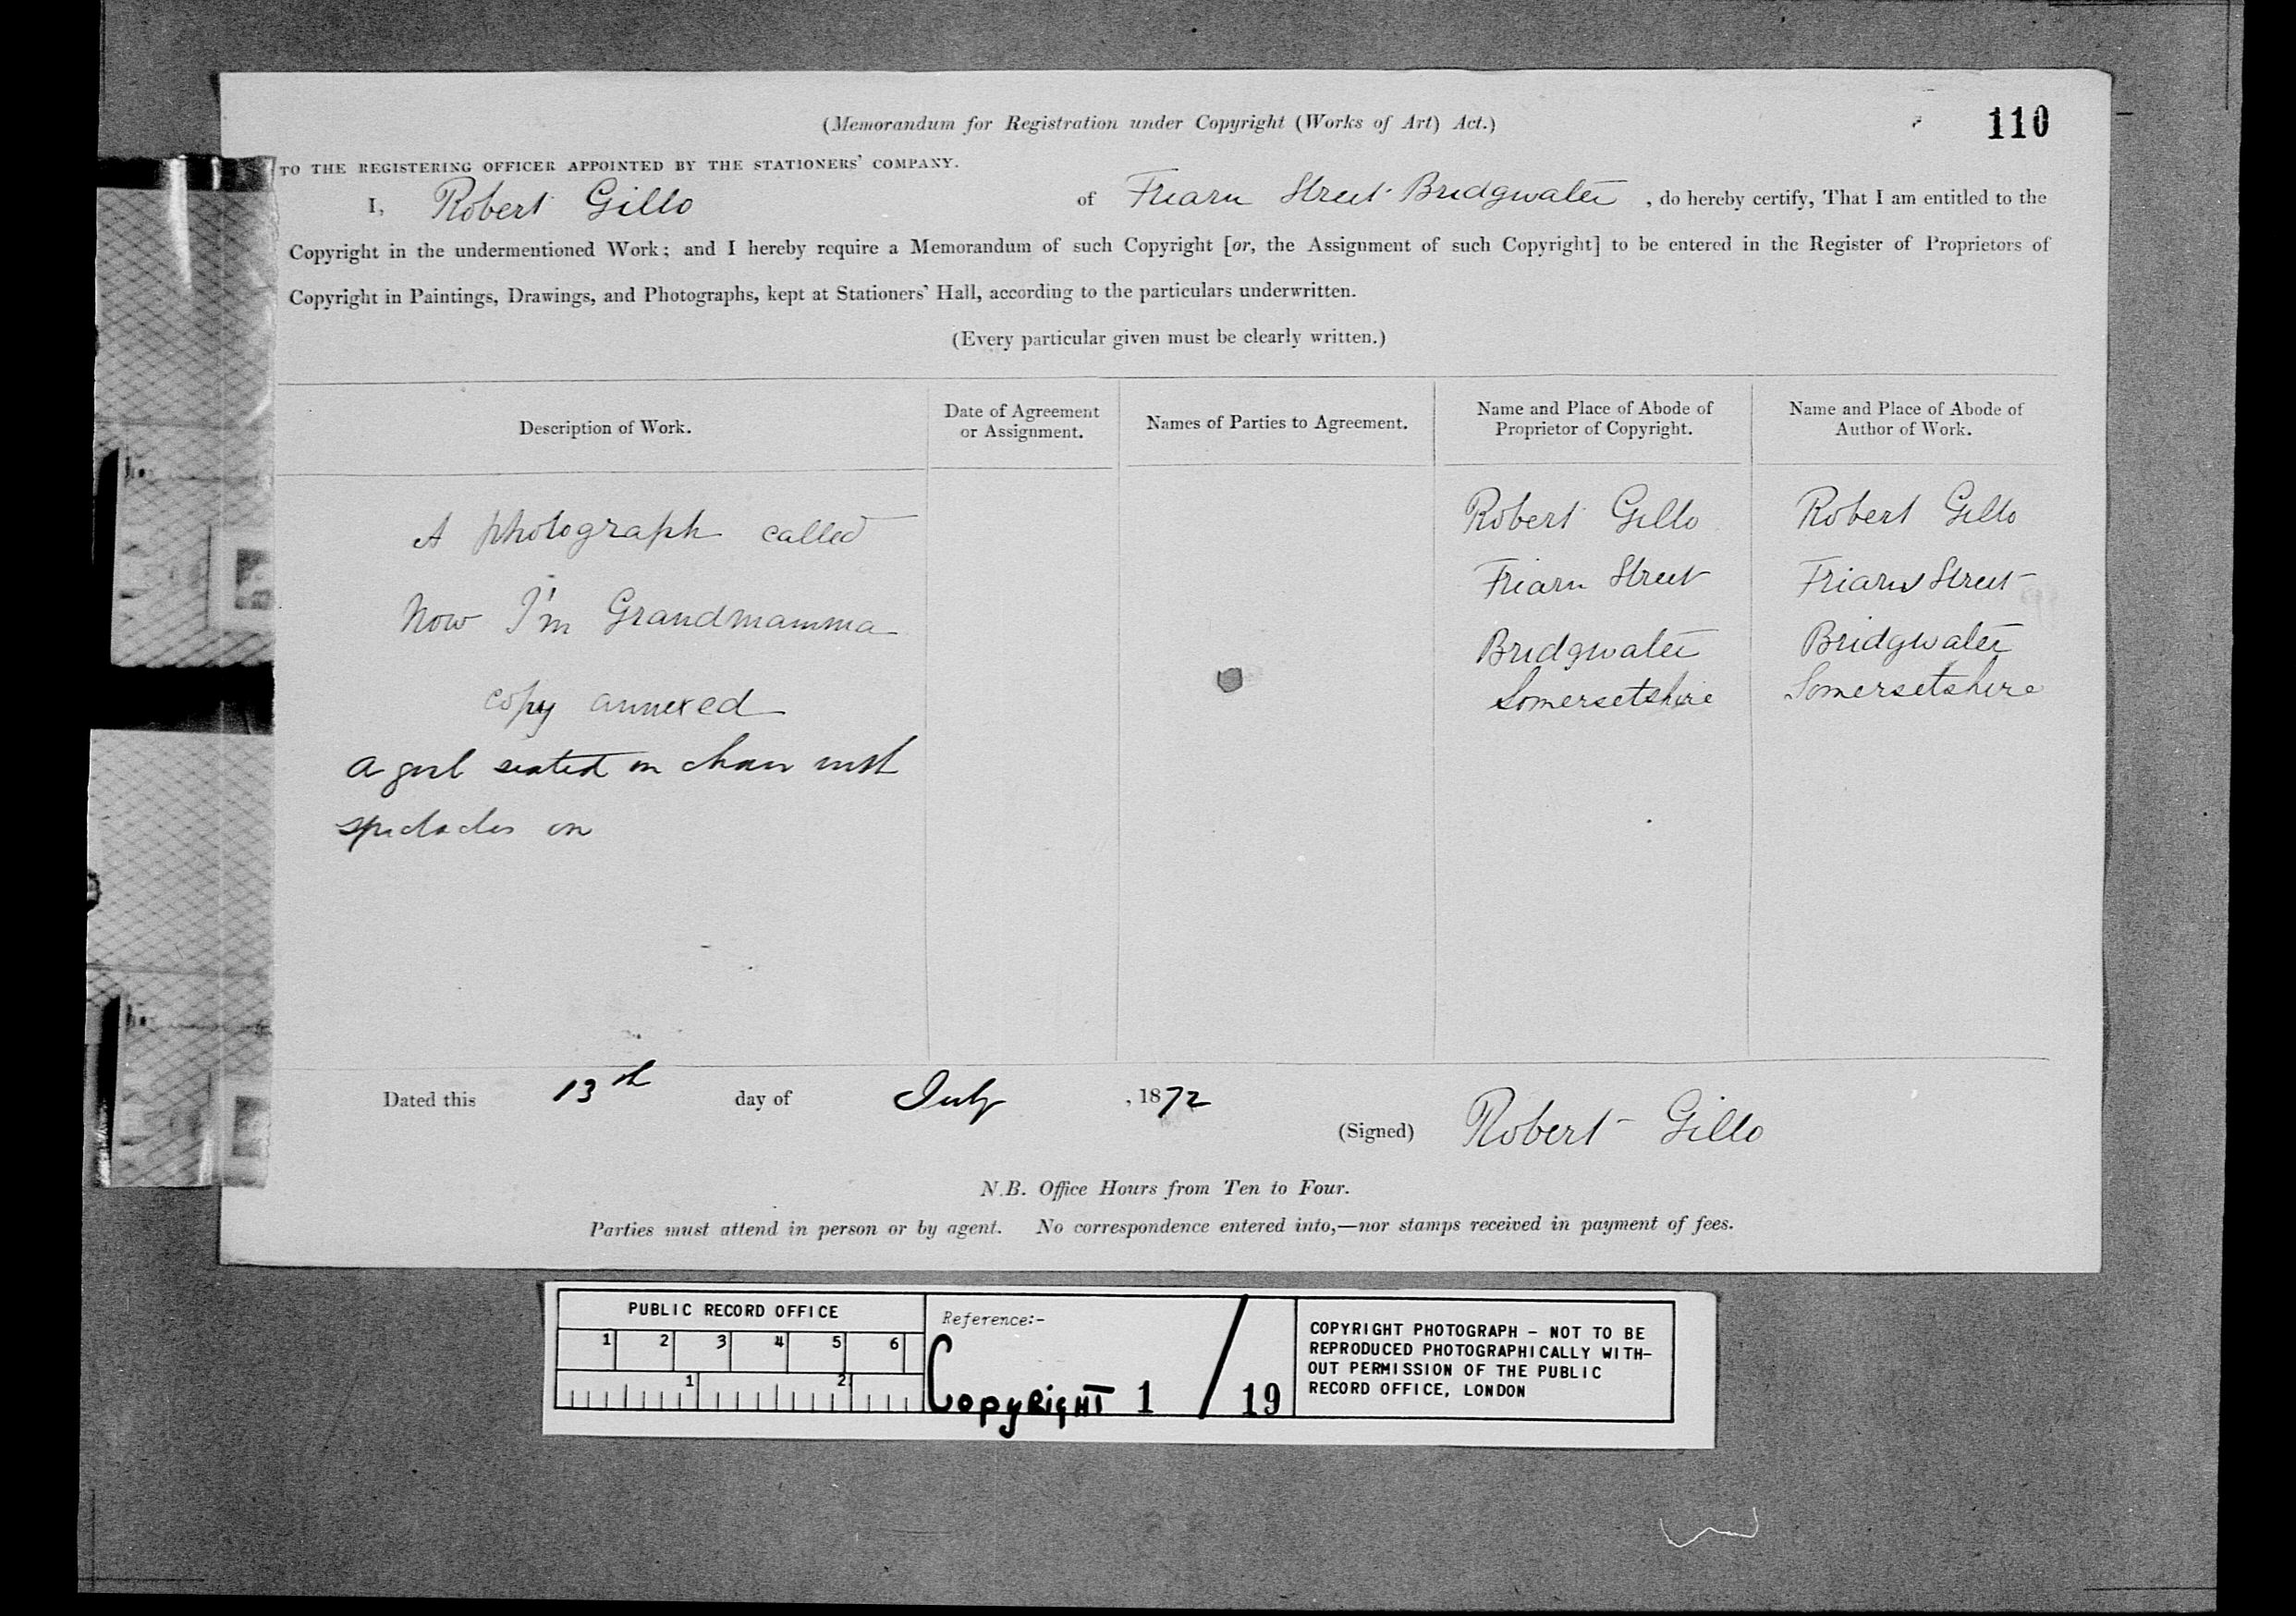 (Memorandum for Registration under Copyright (Works of Art) Act.)
110
TO THE REGISTERING OFFICER APPOINTED BY THE STATIONERS' COMPANY.
I, Robert Gillo of Friarn Street Bridgwater, do hereby certify, That I am entitled to the
Copyright in the undermentioned Work; and I hereby require a Memorandum of such Copyright [or, the Assignment of such Copyright] to be entered in the Register of Proprietors of
Copyright in Paintings, Drawings, and Photographs, kept at Stationers' Hall, according to the particulars underwritten.
(Every particular given must be clearly written.)
Description of Work.
Date of Agreement
or Assignment.
Names of Parties to Agreement.
Name and Place of Abode of
Proprietor of Copyright.
Name and Place of Abode of
Author of Work.
A photograph called
Now I'm Grandmamma
copy annexed
a girl seated on chair with
spectacles on
Robert Gillo
Friarn Street
Bridgwater
Somersetshire
Robert Gillo
Friarn Street
Bridgwater
Somersetshire
Dated this 13th day of July, 1872
(Signed) Robert Gillo
N.B. Office Hours from Ten to Four.
Parties must attend in person or by agent. No correspondence entered into,—nor stamps received in payment of fees.
PUBLIC RECORD OFFICE
1 2 3 4 5 6
1 2
Reference:-
Copyright 1 / 19
COPYRIGHT PHOTOGRAPH - NOT TO BE
REPRODUCED PHOTOGRAPHICALLY WITH-
OUT PERMISSION OF THE PUBLIC
RECORD OFFICE, LONDON